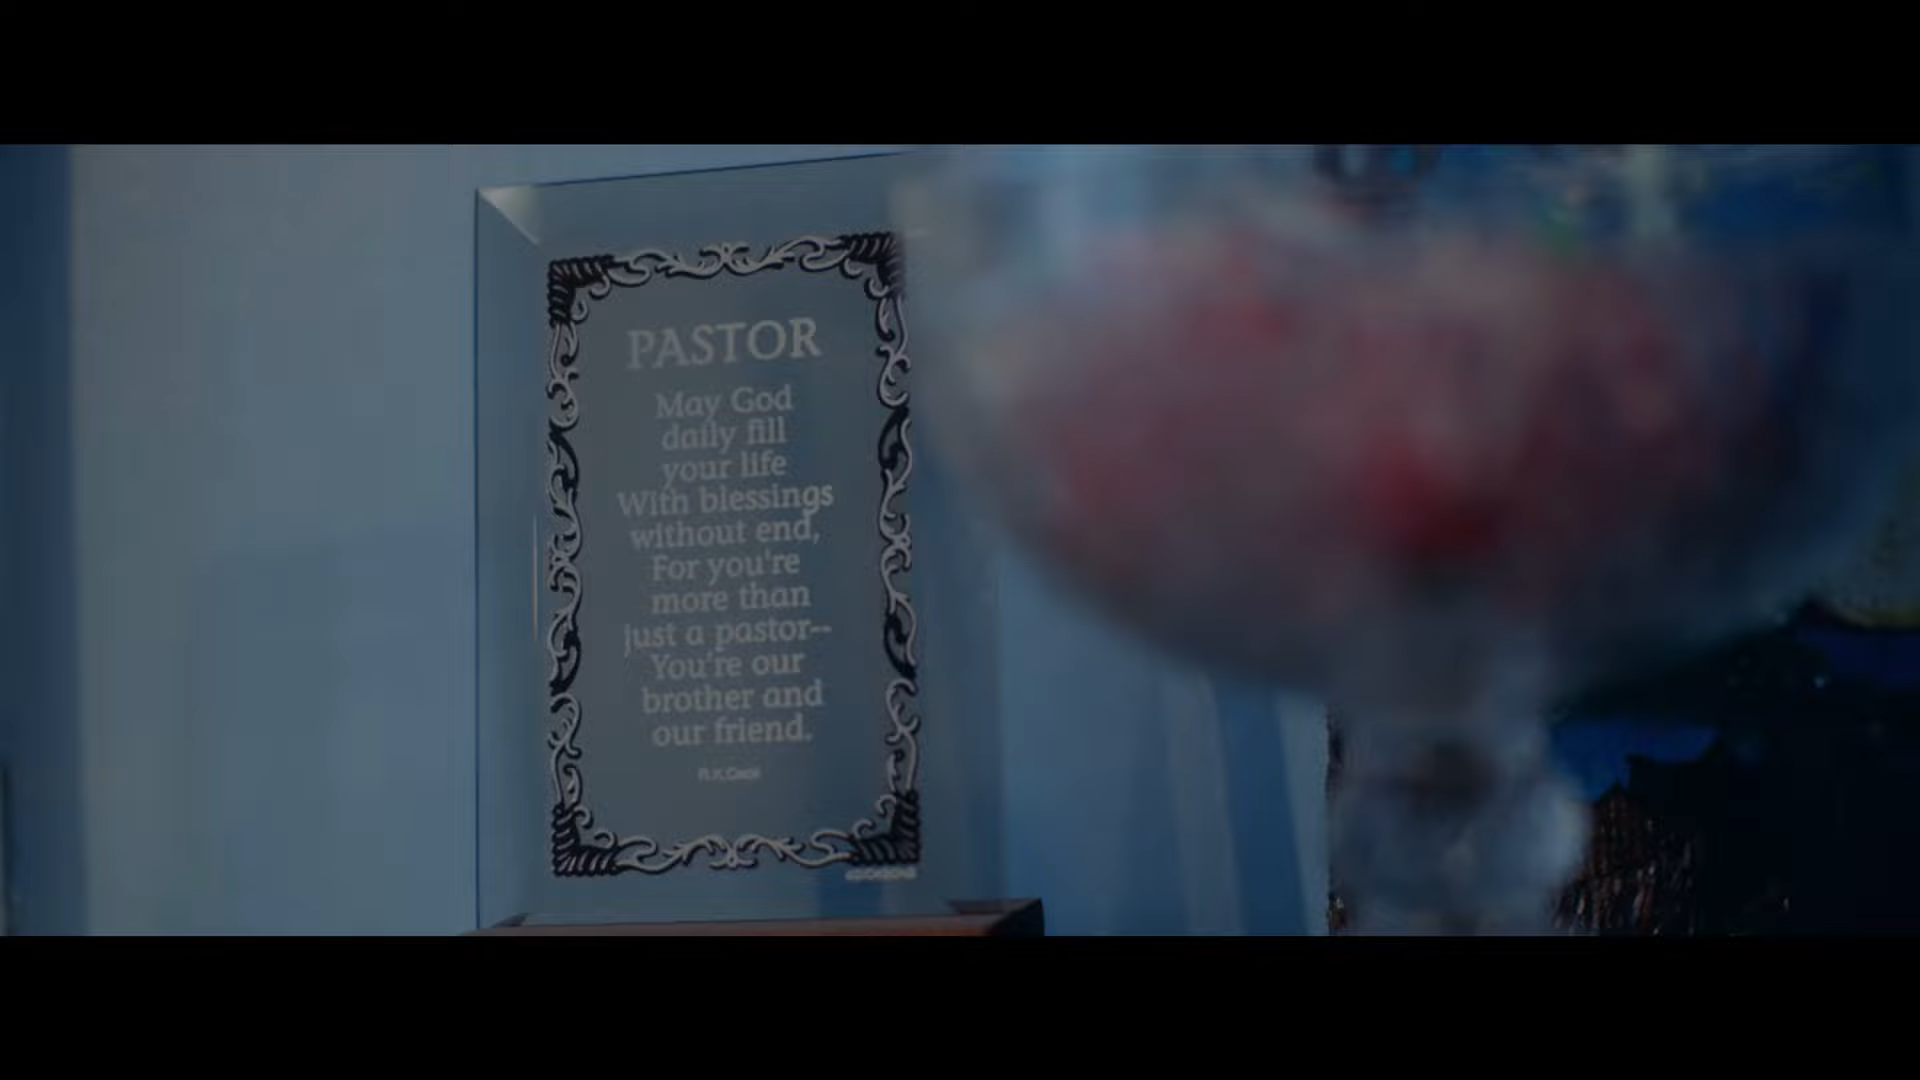 PASTOR
May God
daily fill
your life
With blessings
without end,
For you're
more than
just a pastor--
You're our
brother and
our friend.